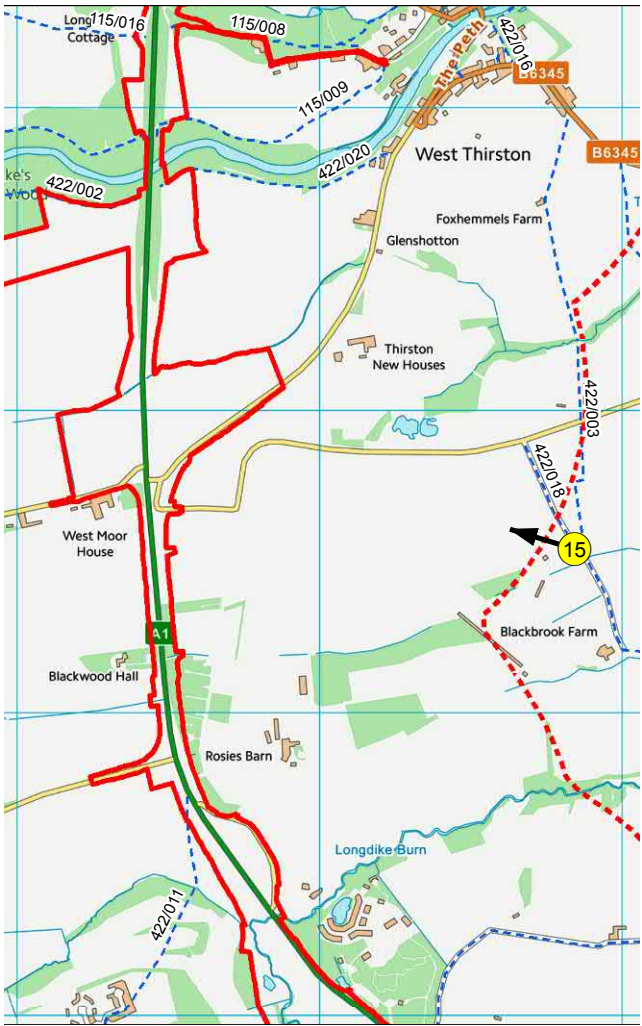 Long
Cottage
115/016
115/008
The Peth
422/016
B6345
115/009
West Thirston
B6345
422/020
ke's
Wood
422/002
T
Foxhemmels Farm
Glenshotton
Thirston
New Houses
422/003
422/018
West Moor
House
15
A1
Blackbrook Farm
Blackwood Hall
Rosies Barn
Longdike Burn
422/011